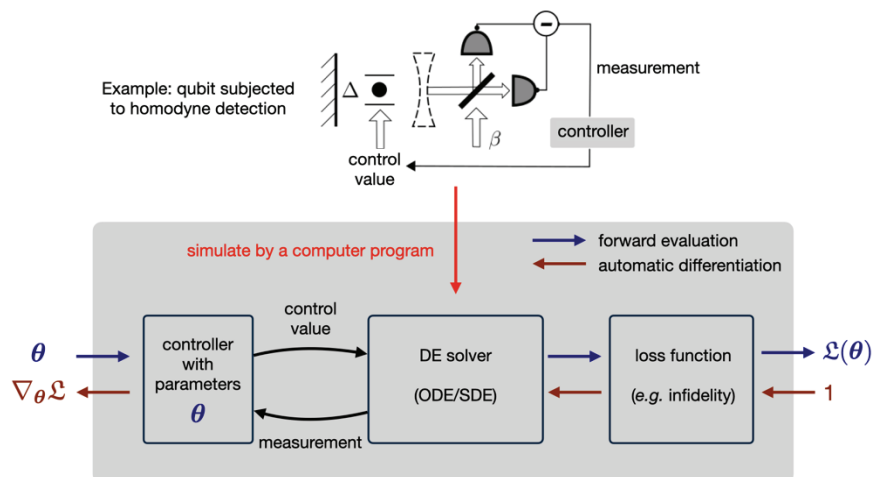 Example: qubit subjected
to homodyne detection
Δ
−
measurement
controller
β
control
value
simulate by a computer program
forward evaluation
automatic differentiation
control
value
θ
controller
with
parameters
θ
DE solver
(ODE/SDE)
loss function
(e.g. infidelity)
𝔏(θ)
∇θ𝔏
1
measurement